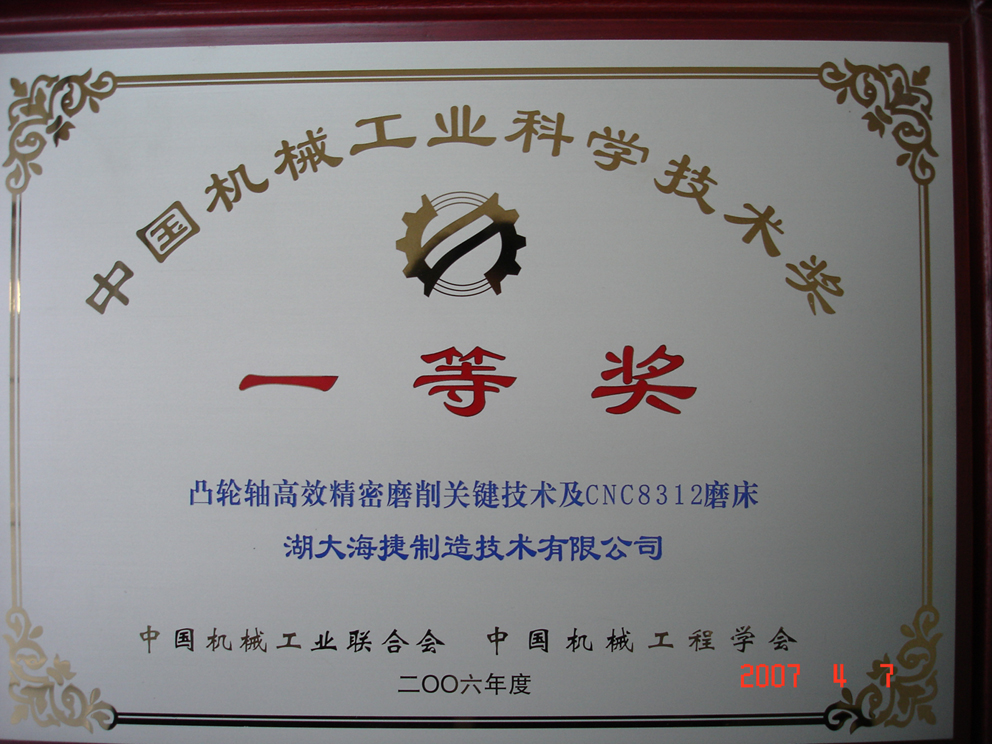 中国机械工业科学技术奖
一等奖
凸轮轴高效精密磨削关键技术及CNC8312磨床
湖大海捷制造技术有限公司
中国机械工业联合会 中国机械工程学会
二〇〇六年度
2007 4 7